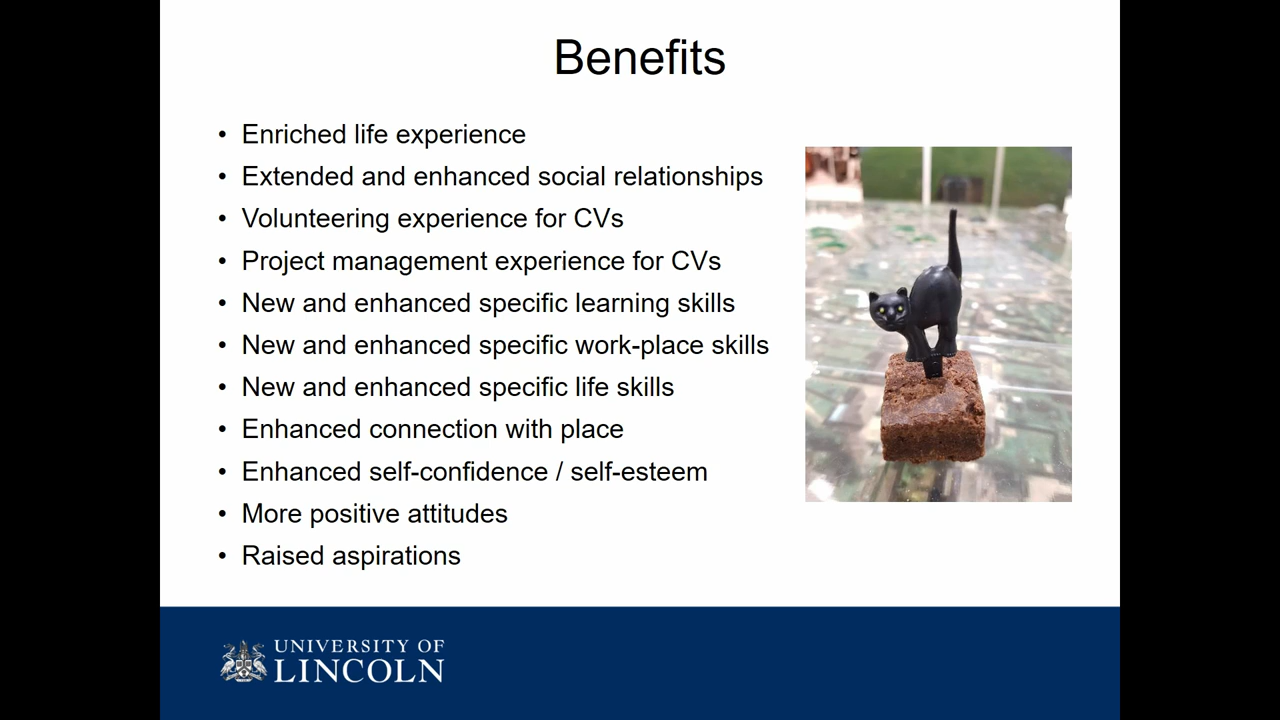 Benefits
• Enriched life experience
• Extended and enhanced social relationships
• Volunteering experience for CVs
• Project management experience for CVs
• New and enhanced specific learning skills
• New and enhanced specific work-place skills
• New and enhanced specific life skills
• Enhanced connection with place
• Enhanced self-confidence / self-esteem
• More positive attitudes
• Raised aspirations
UNIVERSITY OF
LINCOLN